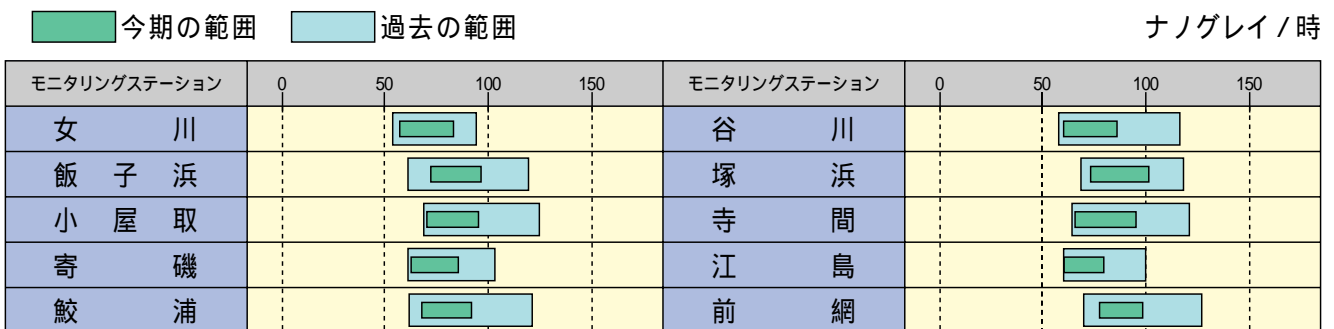 今期の範囲 過去の範囲 ナノグレイ/時
モニタリングステーション 0 50 100 150 モニタリングステーション 0 50 100 150
女川 谷川
飯子浜 塚浜
小屋取 寺間
寄磯 江島
鮫浦 前網